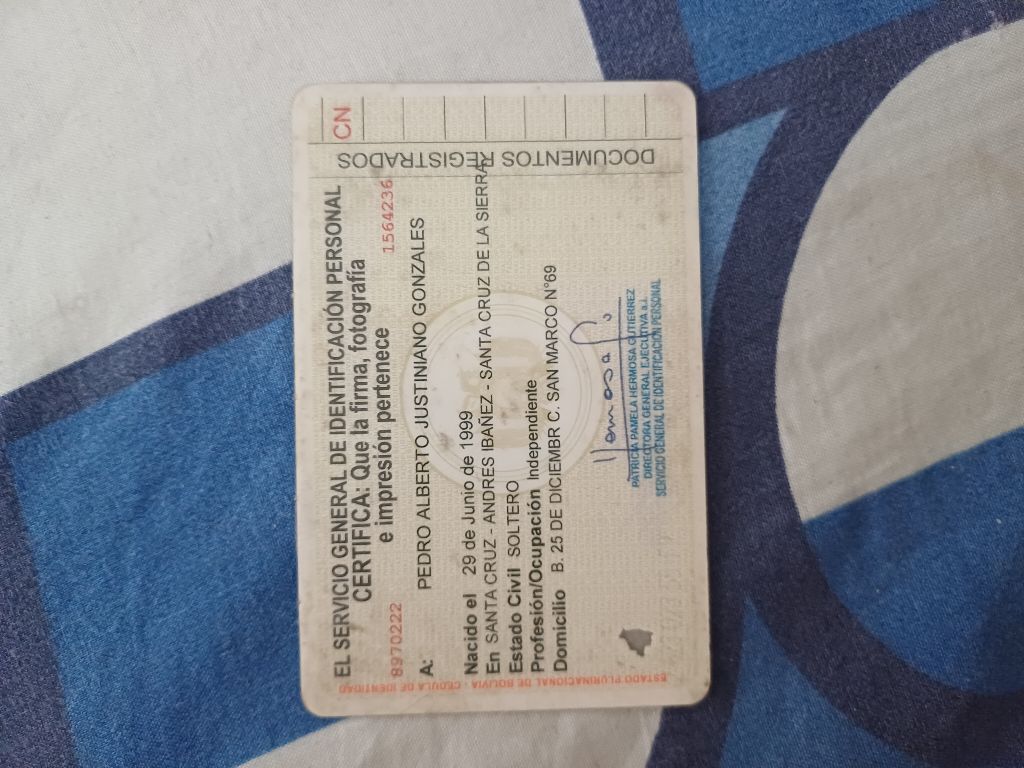 EL SERVICIO GENERAL DE IDENTIFICACIÓN PERSONAL
CERTIFICA: Que la firma, fotografía
e impresión pertenece
8970222
1564236
A: PEDRO ALBERTO JUSTINIANO GONZALES
Nacido el 29 de Junio de 1999
En SANTA CRUZ - ANDRES IBAÑEZ - SANTA CRUZ DE LA SIERRA
Estado Civil SOLTERO
Profesión/Ocupación Independiente
Domicilio B. 25 DE DICIEMBR C. SAN MARCO N°69
PATRICIA PAMELA HERMOSA GUTIERREZ
DIRECTORA GENERAL EJECUTIVA a.i.
SERVICIO GENERAL DE IDENTIFICACIÓN PERSONAL
DOCUMENTOS REGISTRADOS
CN
ESTADO PLURINACIONAL DE BOLIVIA - CEDULA DE IDENTIDAD